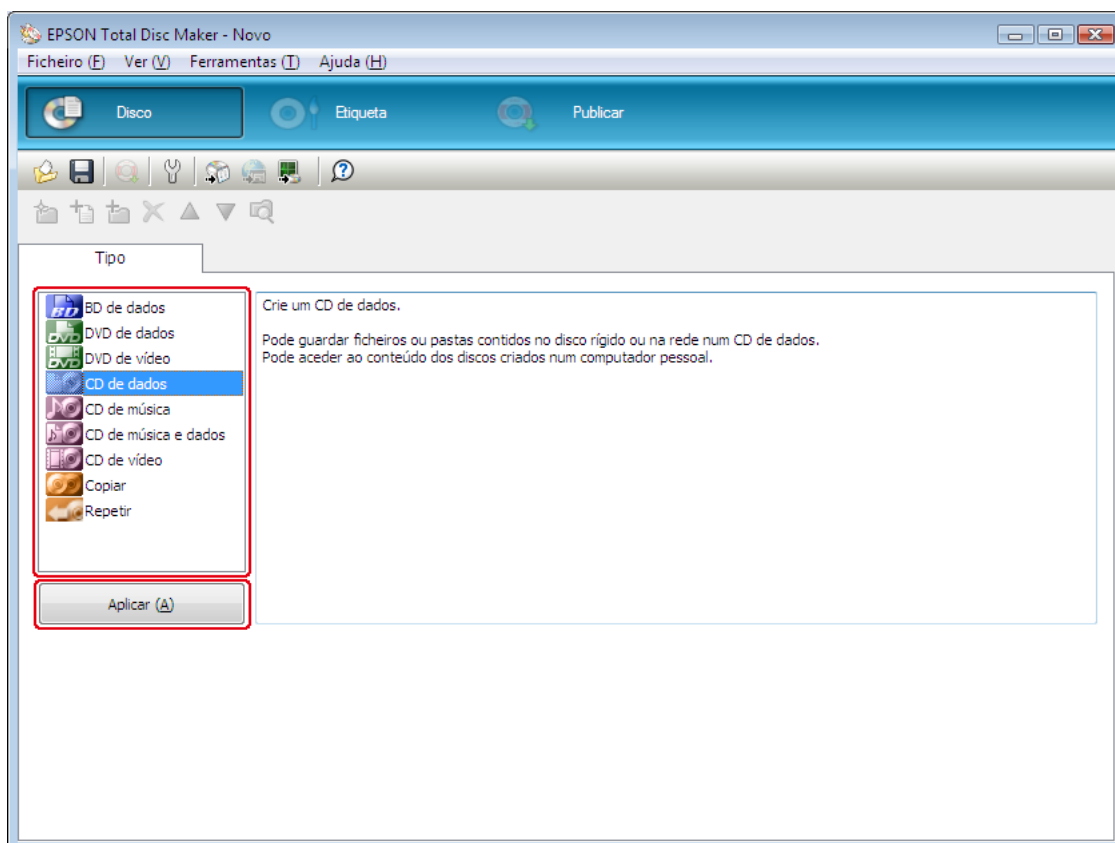 EPSON Total Disc Maker - Novo
Ficheiro (F) Ver (V) Ferramentas (T) Ajuda (H)
Disco Etiqueta Publicar
Tipo
BD de dados
DVD de dados
DVD de vídeo
CD de dados
CD de música
CD de música e dados
CD de vídeo
Copiar
Repetir
Aplicar (A)
Crie um CD de dados.
Pode guardar ficheiros ou pastas contidos no disco rígido ou na rede num CD de dados.
Pode aceder ao conteúdo dos discos criados num computador pessoal.